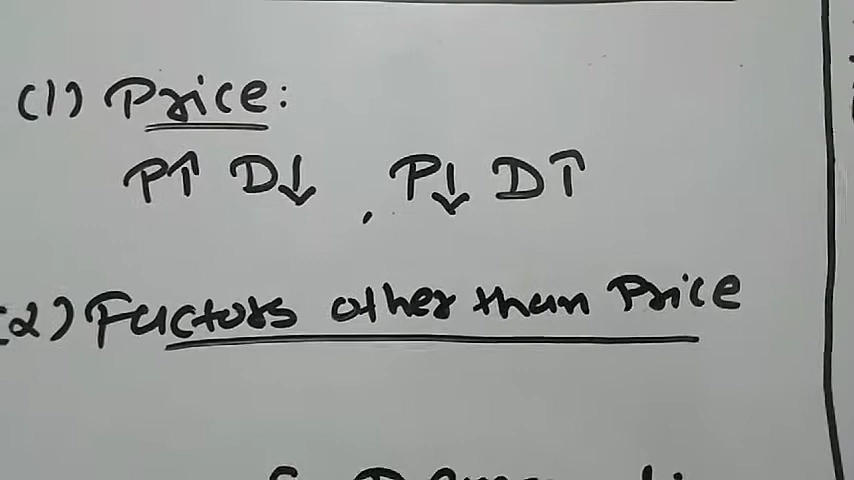 (1) Price:
P↑ D↓, P↓ D↑
(2) Factors other than Price